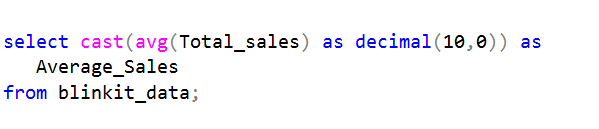 select cast(avg(Total_sales) as decimal(10,0)) as
Average_Sales
from blinkit_data;